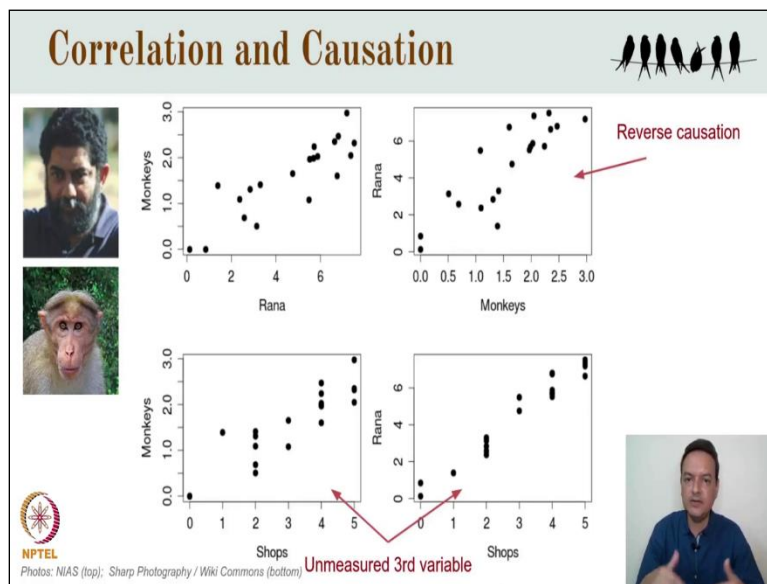 Correlation and Causation
Monkeys
0.0
1.0
2.0
3.0
2
4
6
Rana
Rana
0
2
4
6
0
0.5
1.0
1.5
2.0
2.5
3.0
Monkeys
Reverse causation
Monkeys
0.0
1.0
2.0
3.0
0
1
2
3
4
5
Shops
Rana
0
2
4
6
0
1
2
3
4
5
Shops
Unmeasured 3rd variable
NPTEL
Photos: NIAS (top); Sharp Photography / Wiki Commons (bottom)